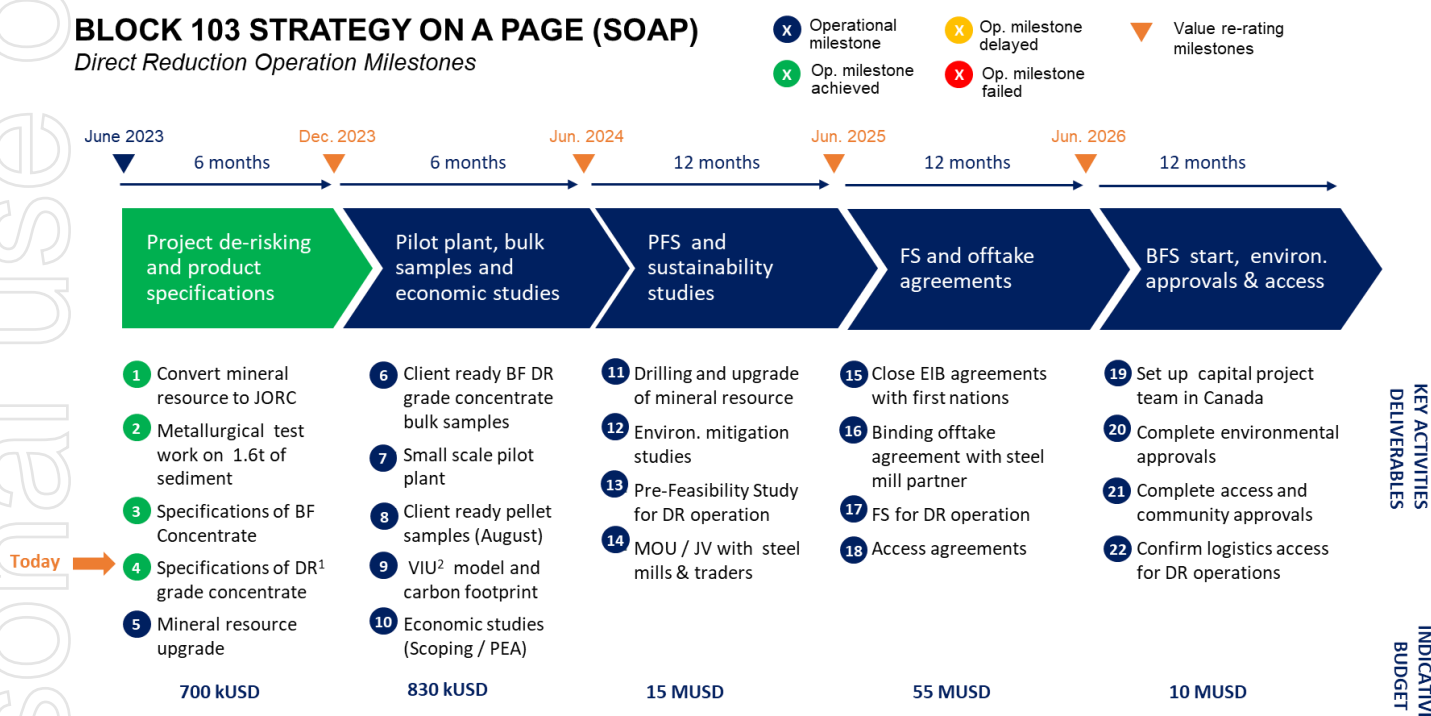 BLOCK 103 STRATEGY ON A PAGE (SOAP)
Direct Reduction Operation Milestones
X Operational
milestone
X Op. milestone
achieved
X Op. milestone
delayed
X Op. milestone
failed
Value re-rating
milestones
June 2023
Dec. 2023
Jun. 2024
Jun. 2025
Jun. 2026
6 months
6 months
12 months
12 months
12 months
Project de-risking
and product
specifications
Pilot plant, bulk
samples and
economic studies
PFS and
sustainability
studies
FS and offtake
agreements
BFS start, environ.
approvals & access
1 Convert mineral
resource to JORC
2 Metallurgical test
work on 1.6t of
sediment
3 Specifications of BF
Concentrate
Today
4 Specifications of DR¹
grade concentrate
5 Mineral resource
upgrade
700 kUSD
6 Client ready BF DR
grade concentrate
bulk samples
7 Small scale pilot
plant
8 Client ready pellet
samples (August)
9 VIU² model and
carbon footprint
10 Economic studies
(Scoping / PEA)
830 kUSD
11 Drilling and upgrade
of mineral resource
12 Environ. mitigation
studies
13 Pre-Feasibility Study
for DR operation
14 MOU / JV with steel
mills & traders
15 MUSD
15 Close EIB agreements
with first nations
16 Binding offtake
agreement with steel
mill partner
17 FS for DR operation
18 Access agreements
55 MUSD
19 Set up capital project
team in Canada
20 Complete environmental
approvals
21 Complete access and
community approvals
22 Confirm logistics access
for DR operations
10 MUSD
KEY ACTIVITIES
DELIVERABLES
INDICATIVE
BUDGET
sonal use o